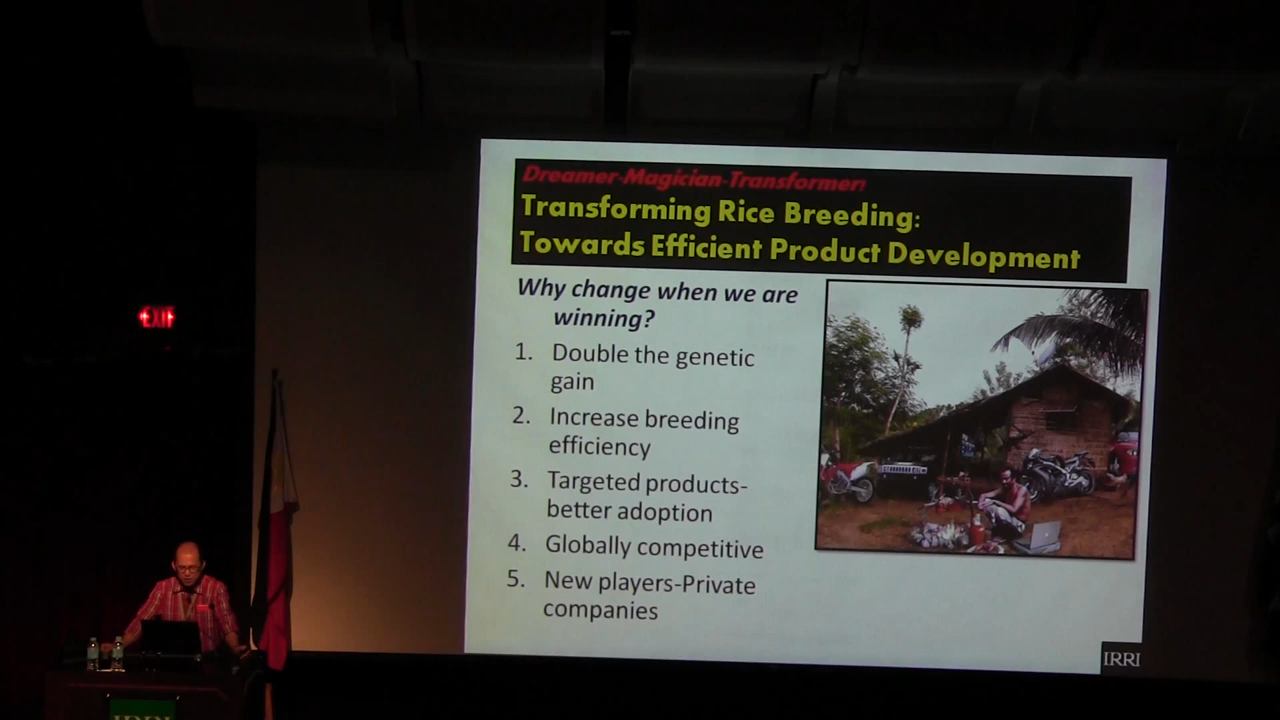 Dreamer-Magician-Transformer:
Transforming Rice Breeding:
Towards Efficient Product Development
Why change when we are
winning?
1. Double the genetic
gain
2. Increase breeding
efficiency
3. Targeted products-
better adoption
4. Globally competitive
5. New players-Private
companies
IRRI
EXIT
IRRI